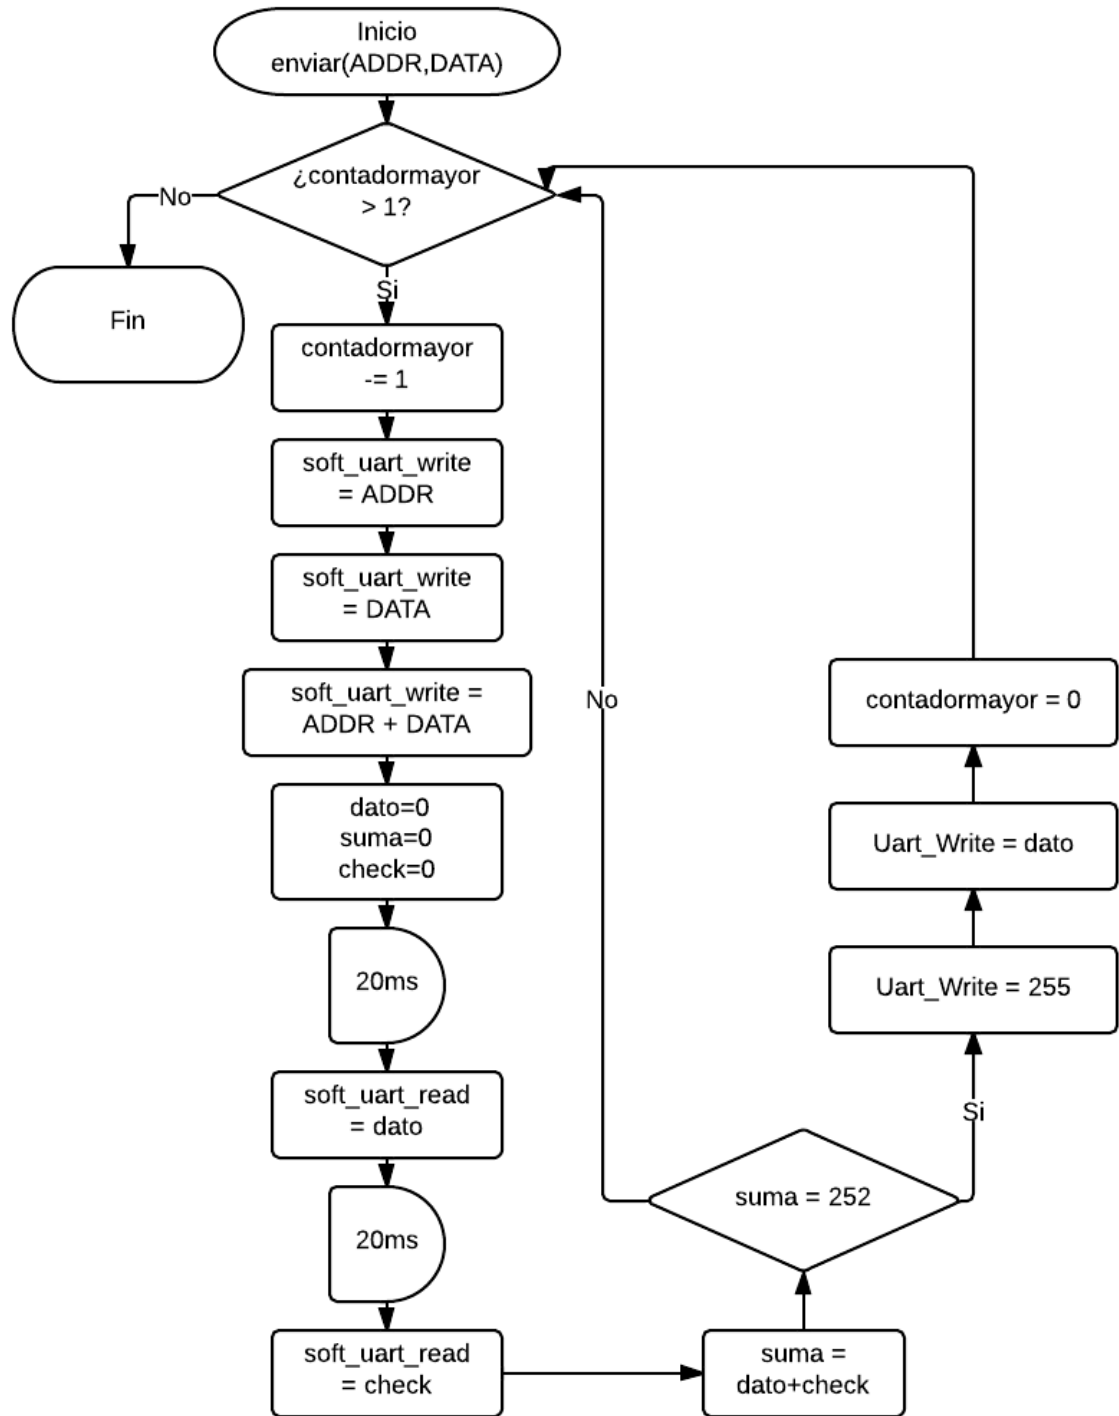 Inicio
enviar(ADDR,DATA)
¿contadormayor
> 1?
No
Fin
Si
contadormayor
-= 1
soft_uart_write
= ADDR
soft_uart_write
= DATA
soft_uart_write =
ADDR + DATA
dato=0
suma=0
check=0
20ms
soft_uart_read
= dato
20ms
soft_uart_read
= check
suma =
dato+check
suma = 252
No
Si
Uart_Write = 255
Uart_Write = dato
contadormayor = 0